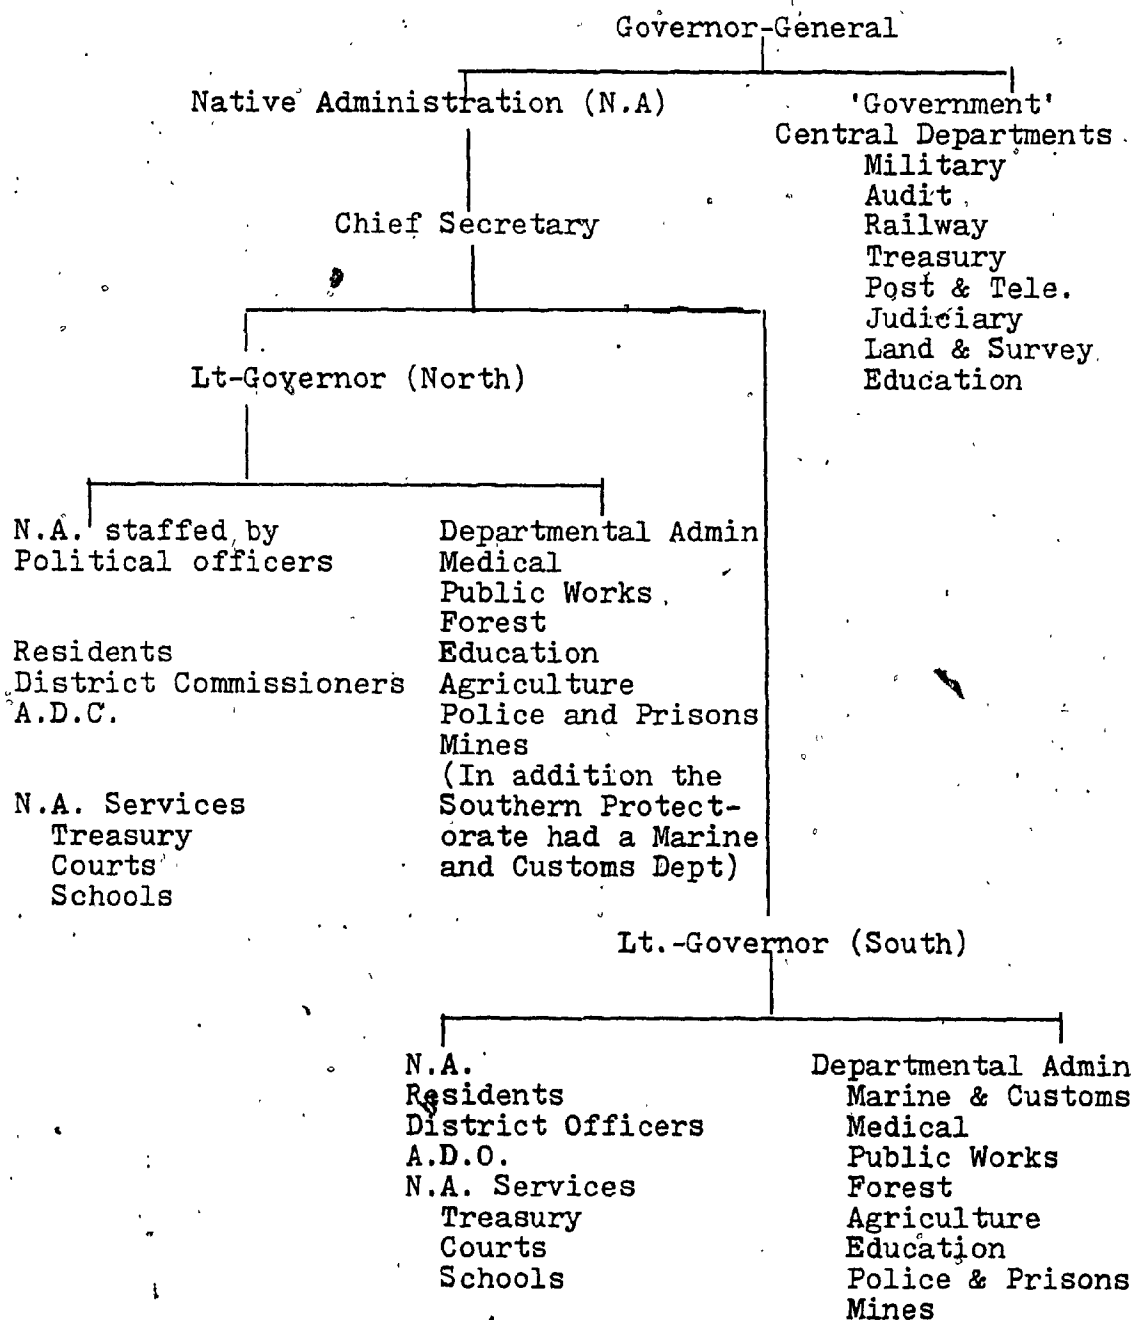 Governor-General
Native Administration (N.A)
'Government'
Central Departments
Military
Audit
Railway
Treasury
Post & Tele.
Judiciary
Land & Survey
Education
Chief Secretary
Lt-Governor (North)
N.A. staffed by
Political officers
Residents
District Commissioners
A.D.C.
N.A. Services
Treasury
Courts
Schools
Departmental Admin
Medical
Public Works
Forest
Education
Agriculture
Police and Prisons
Mines
(In addition the
Southern Protect-
orate had a Marine
and Customs Dept)
Lt.-Governor (South)
N.A.
Residents
District Officers
A.D.O.
N.A. Services
Treasury
Courts
Schools
Departmental Admin
Marine & Customs
Medical
Public Works
Forest
Agriculture
Education
Police & Prisons
Mines